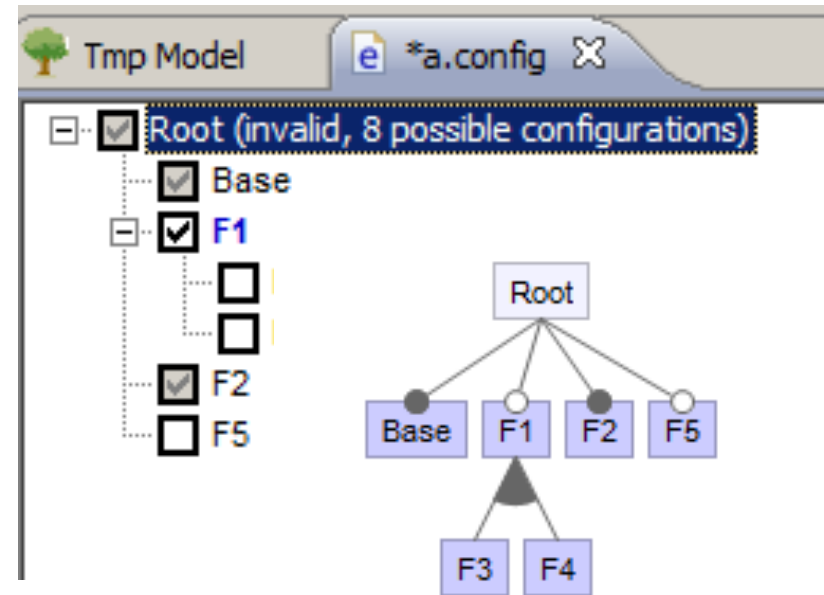 Tmp Model
e *a.config
Root (invalid, 8 possible configurations)
Base
F1
F2
F5
Root
Base F1 F2 F5
F3 F4